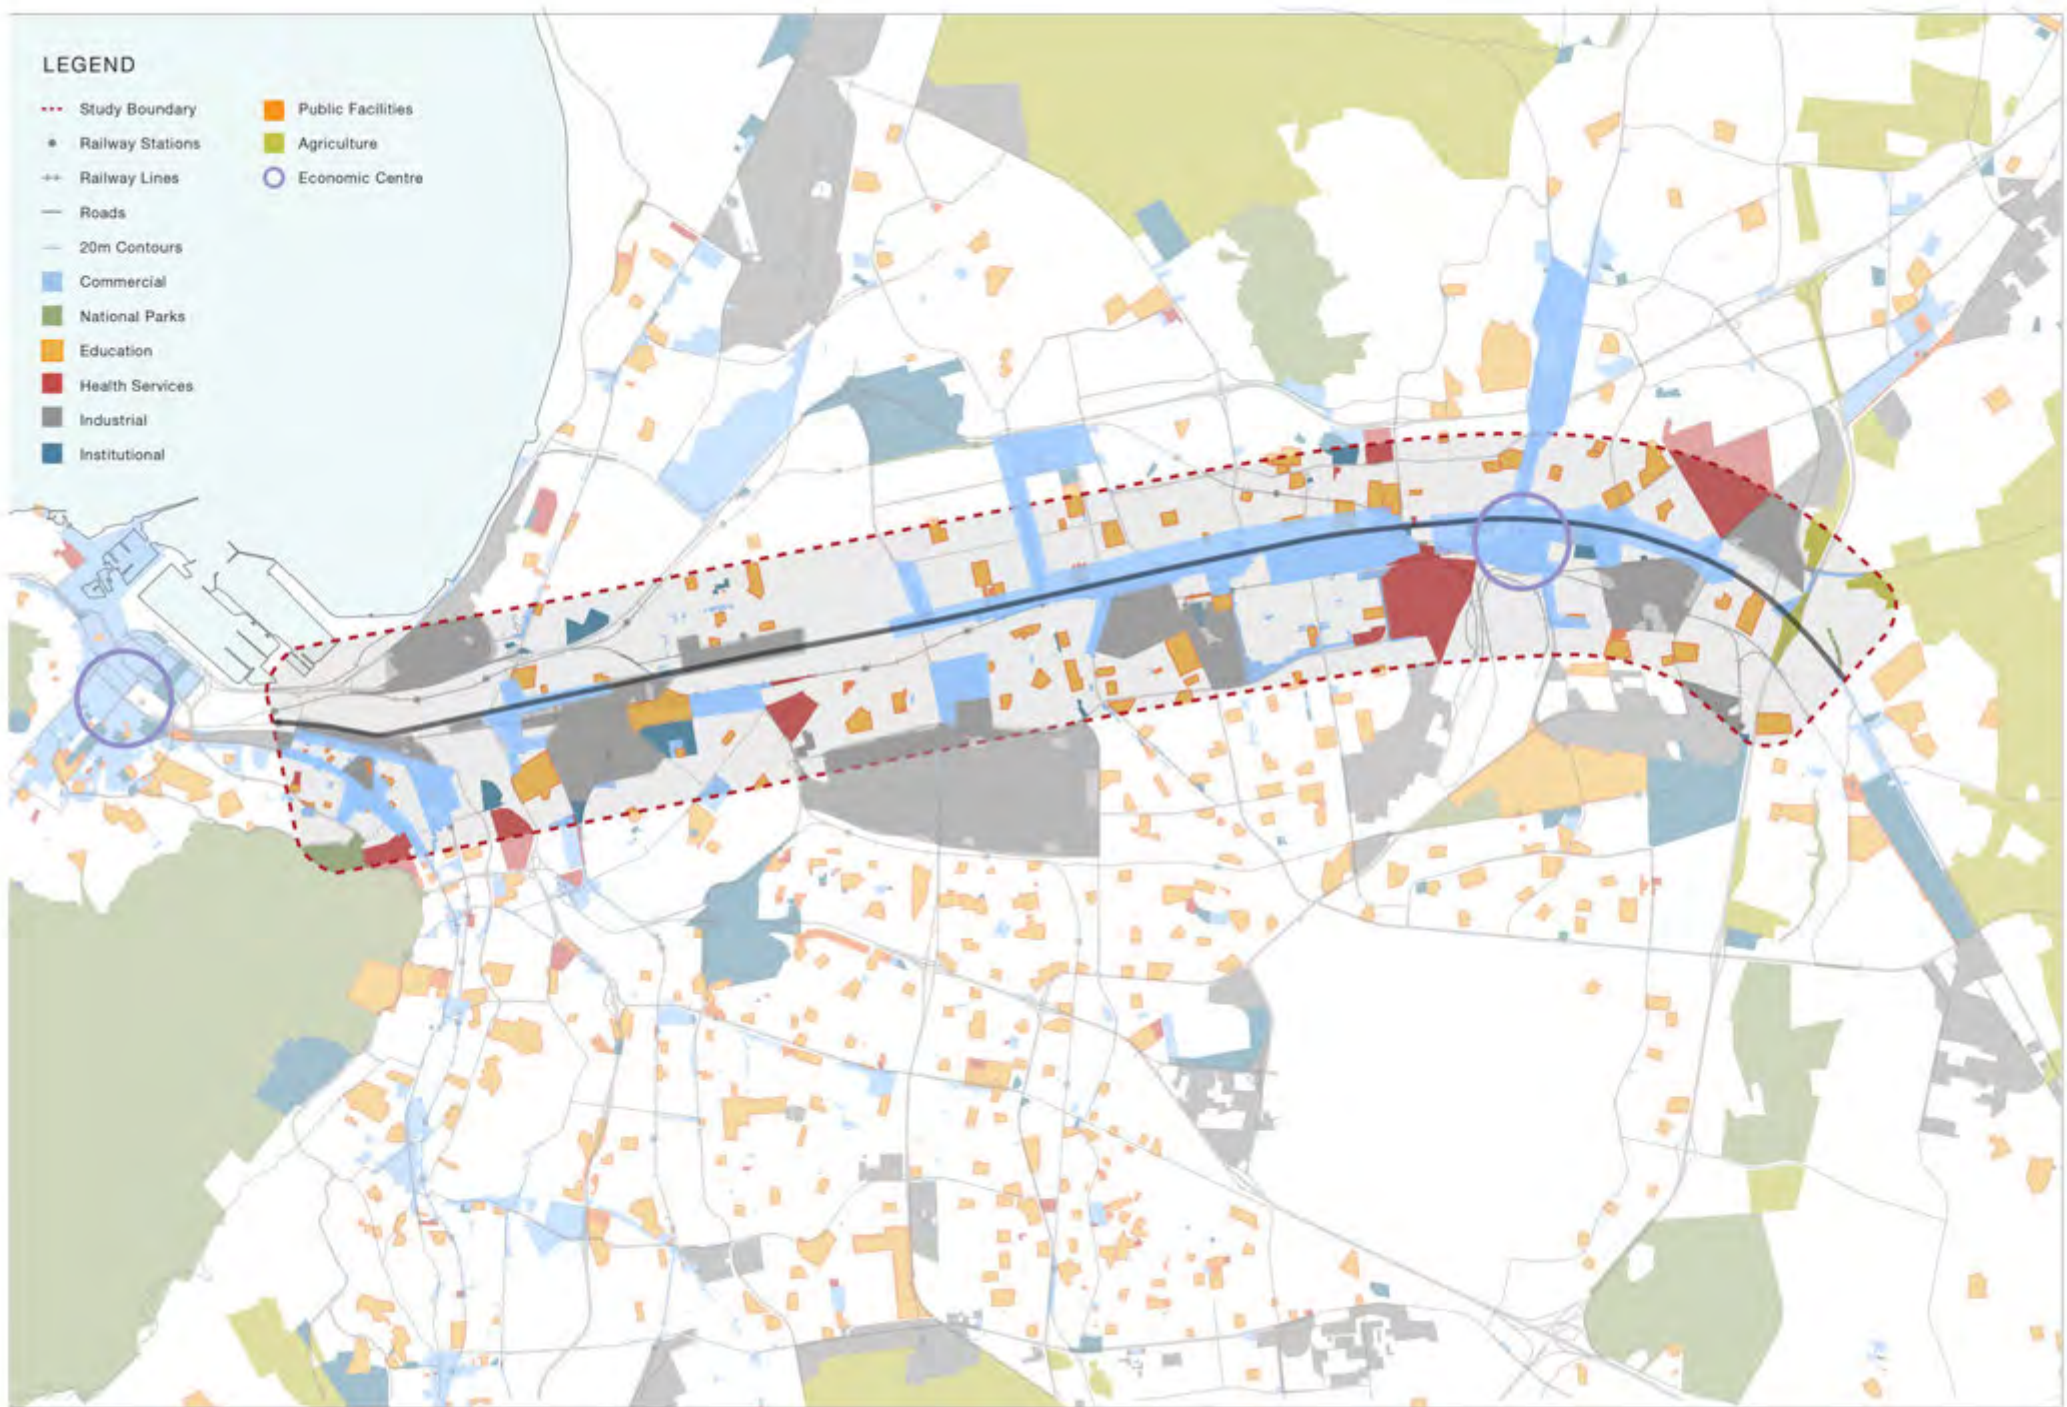 LEGEND
Study Boundary
Railway Stations
Railway Lines
Roads
20m Contours
Commercial
National Parks
Education
Health Services
Industrial
Institutional
Public Facilities
Agriculture
Economic Centre